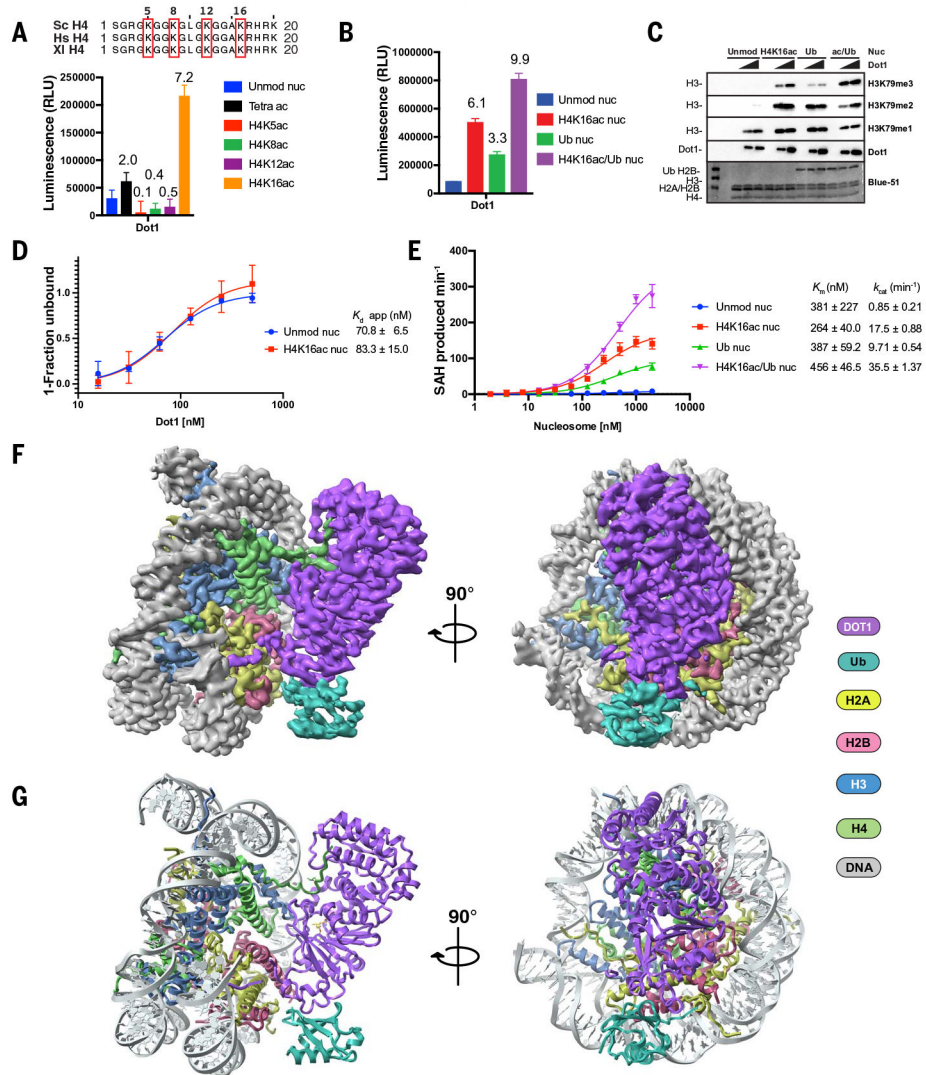 A
5 8 12 16
Sc H4 1 SGRGKGGKGLGKGGAKRHRK 20
Hs H4 1 SGRGKGGKGLGKGGAKRHRK 20
Xl H4 1 SGRGKGGKGLGKGGAKRHRK 20
Luminescence (RLU)
250000
200000
150000
100000
50000
0
2.0
0.1
0.4
0.5
7.2
Dot1
Unmod nuc
Tetra ac
H4K5ac
H4K8ac
H4K12ac
H4K16ac
B
Luminescence (RLU)
1000000
800000
600000
400000
200000
0
6.1
3.3
9.9
Dot1
Unmod nuc
H4K16ac nuc
Ub nuc
H4K16ac/Ub nuc
C
Unmod H4K16ac Ub ac/Ub Nuc
Dot1
H3- H3K79me3
H3- H3K79me2
H3- H3K79me1
Dot1- Dot1
Ub H2B-
H3-
H2A/H2B
H4-
Blue-51
D
1-Fraction unbound
1.0
0.5
0.0
10 100 1000
Dot1 [nM]
Kd app (nM)
Unmod nuc 70.8 ± 6.5
H4K16ac nuc 83.3 ± 15.0
E
SAH produced min-1
400
300
200
100
0
1 10 100 1000 10000
Nucleosome [nM]
Km (nM) kcat (min-1)
Unmod nuc 381 ± 227 0.85 ± 0.21
H4K16ac nuc 264 ± 40.0 17.5 ± 0.88
Ub nuc 387 ± 59.2 9.71 ± 0.54
H4K16ac/Ub nuc 456 ± 46.5 35.5 ± 1.37
F
90°
DOT1
Ub
H2A
H2B
H3
H4
DNA
G
90°